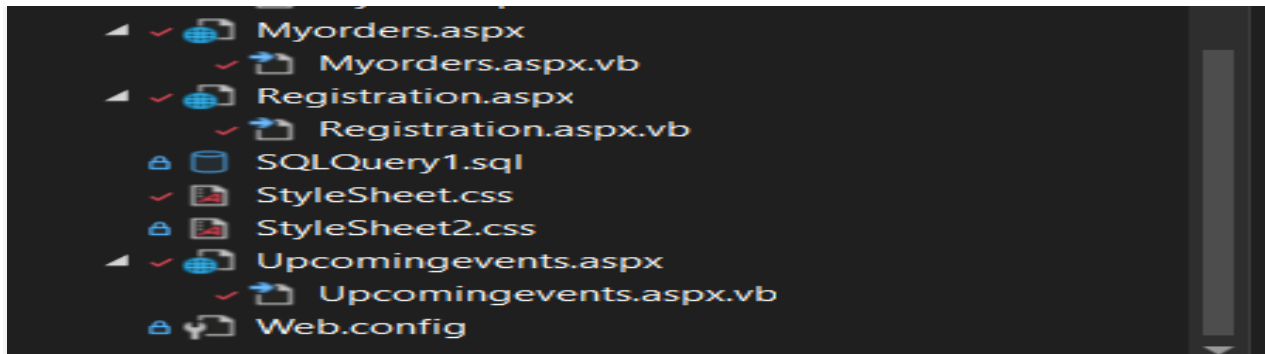 Myorders.aspx
Myorders.aspx.vb
Registration.aspx
Registration.aspx.vb
SQLQuery1.sql
StyleSheet.css
StyleSheet2.css
Upcomingevents.aspx
Upcomingevents.aspx.vb
Web.config